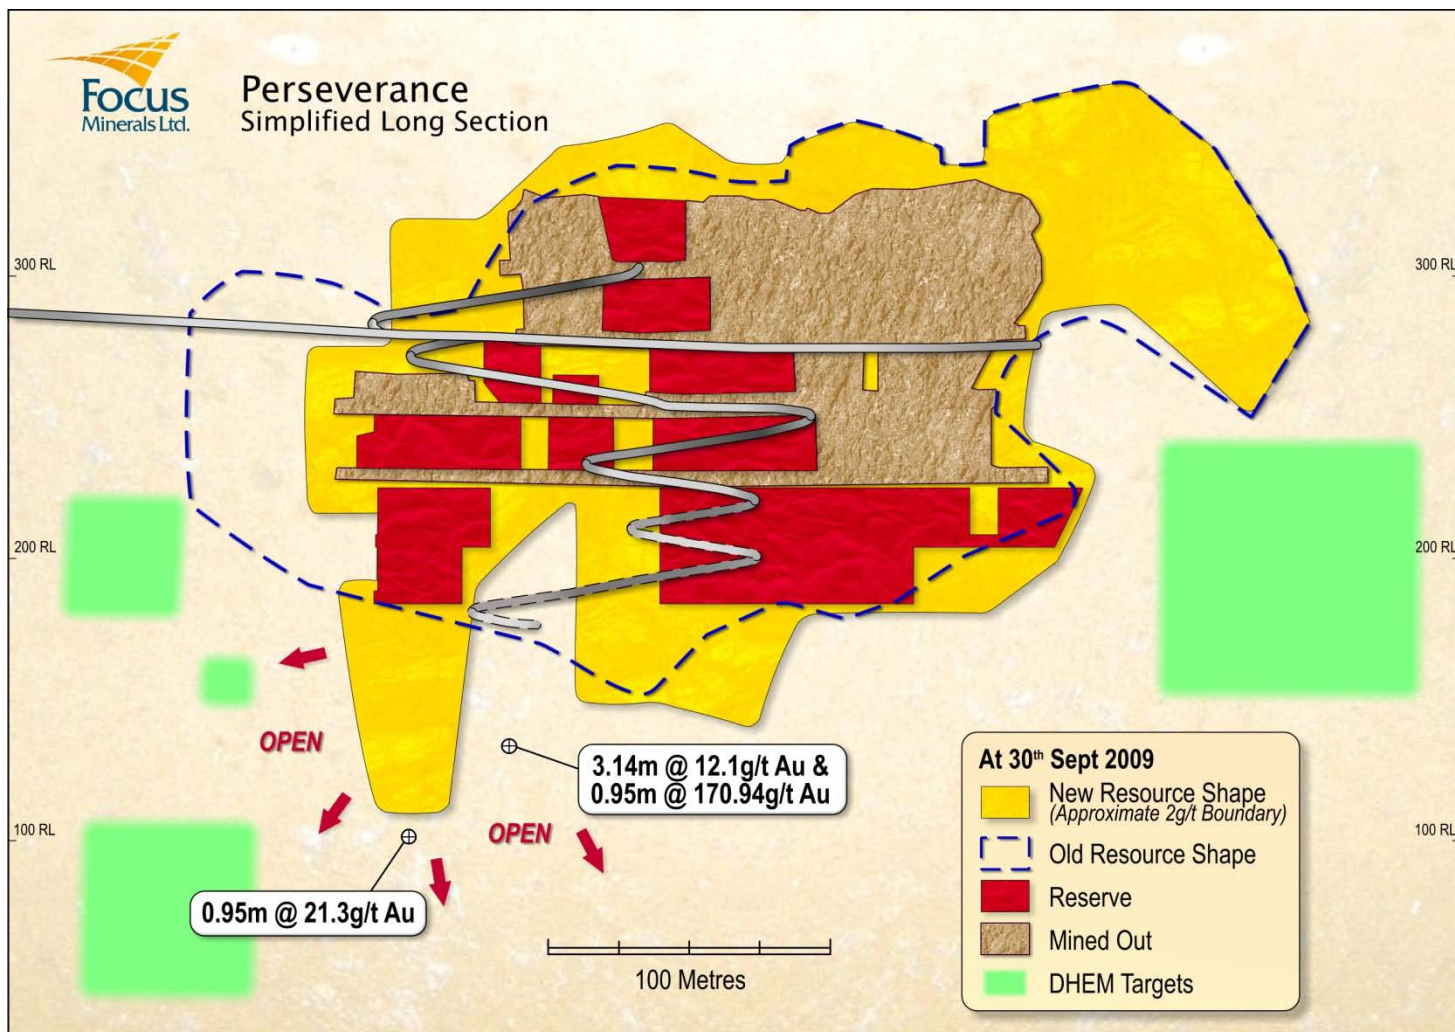 Focus
Minerals Ltd.
Perseverance
Simplified Long Section
300 RL
300 RL
200 RL
200 RL
OPEN
3.14m @ 12.1g/t Au &
0.95m @ 170.94g/t Au
100 RL
100 RL
OPEN
0.95m @ 21.3g/t Au
100 Metres
At 30th Sept 2009
New Resource Shape
(Approximate 2g/t Boundary)
Old Resource Shape
Reserve
Mined Out
DHEM Targets